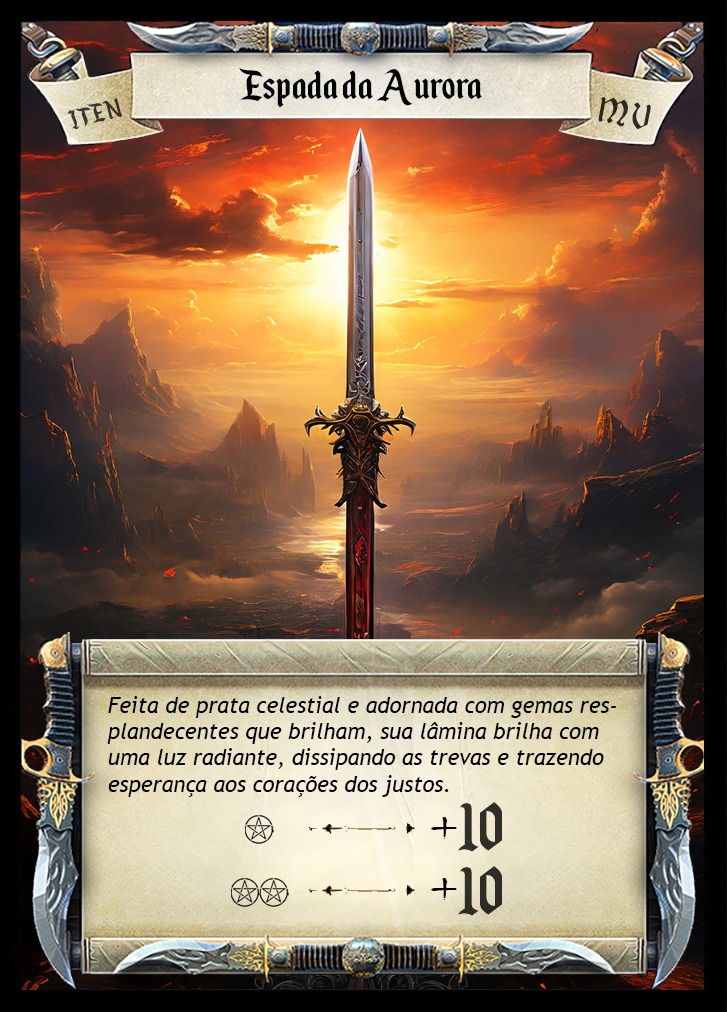 Espada da Aurora
ITEN
MU
Feita de prata celestial e adornada com gemas res-
plandecentes que brilham, sua lâmina brilha com
uma luz radiante, dissipando as trevas e trazendo
esperança aos corações dos justos.
+10
+10